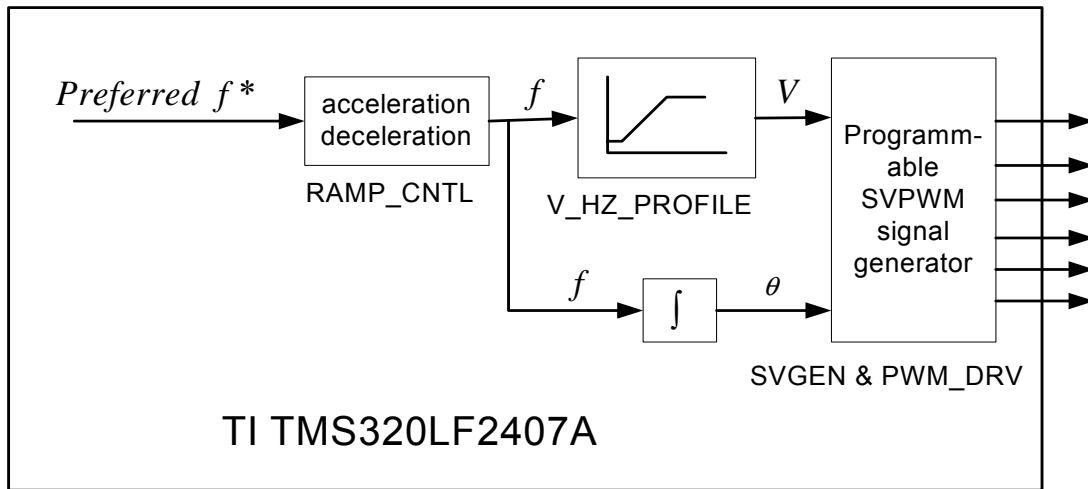 Preferred f *
acceleration
deceleration
RAMP_CNTL
f
V_HZ_PROFILE
V
f
∫
θ
Programm-
able
SVPWM
signal
generator
SVGEN & PWM_DRV
TI TMS320LF2407A